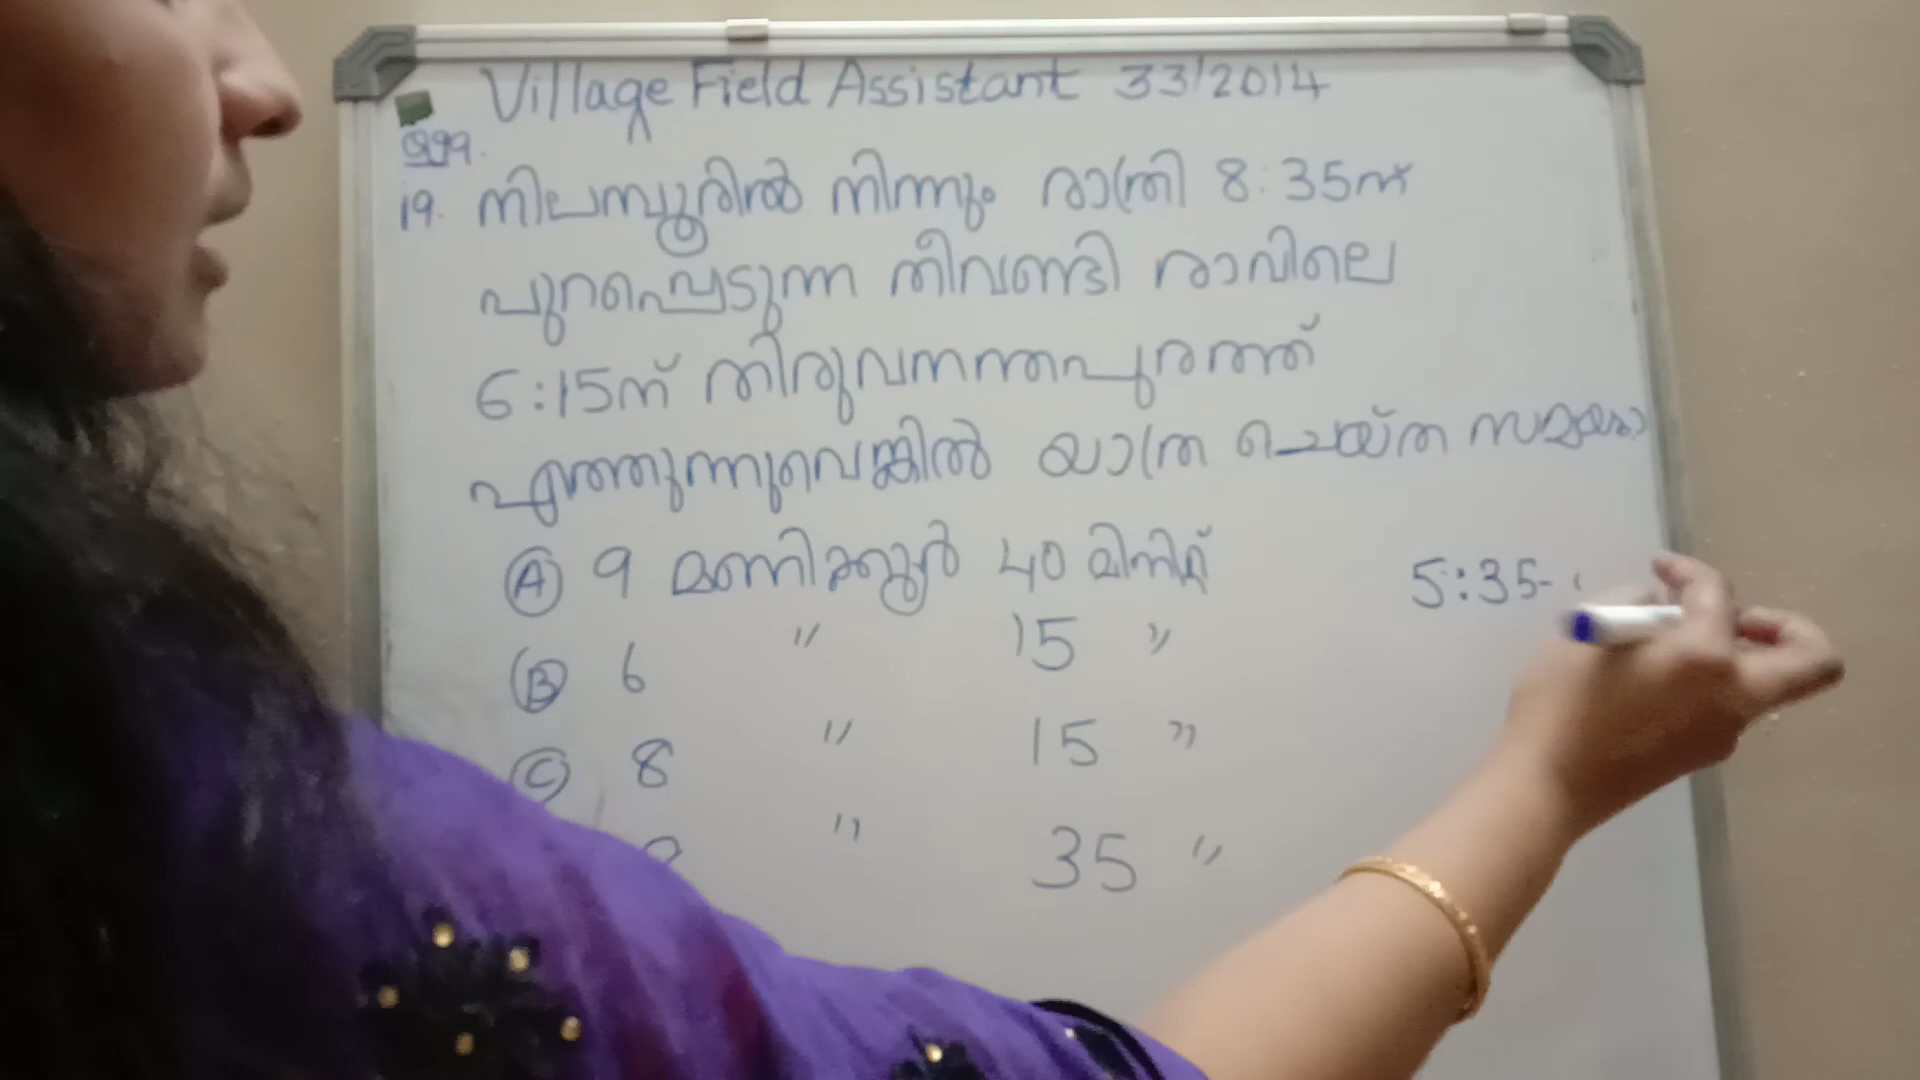 Village Field Assistant 33/2014
19. നിലമ്പൂരിൽ നിന്നും രാത്രി 8:35ന്
പുറപ്പെടുന്ന തീവണ്ടി രാവിലെ
6:15ന് തിരുവനന്തപുരത്ത്
എത്തുന്നുവെങ്കിൽ യാത്ര ചെയ്ത സമയം
A 9 മണിക്കൂർ 40 മിനിറ്റ്
B 6 " 15 "
C 8 " 15 "
" 35 "
5:35-